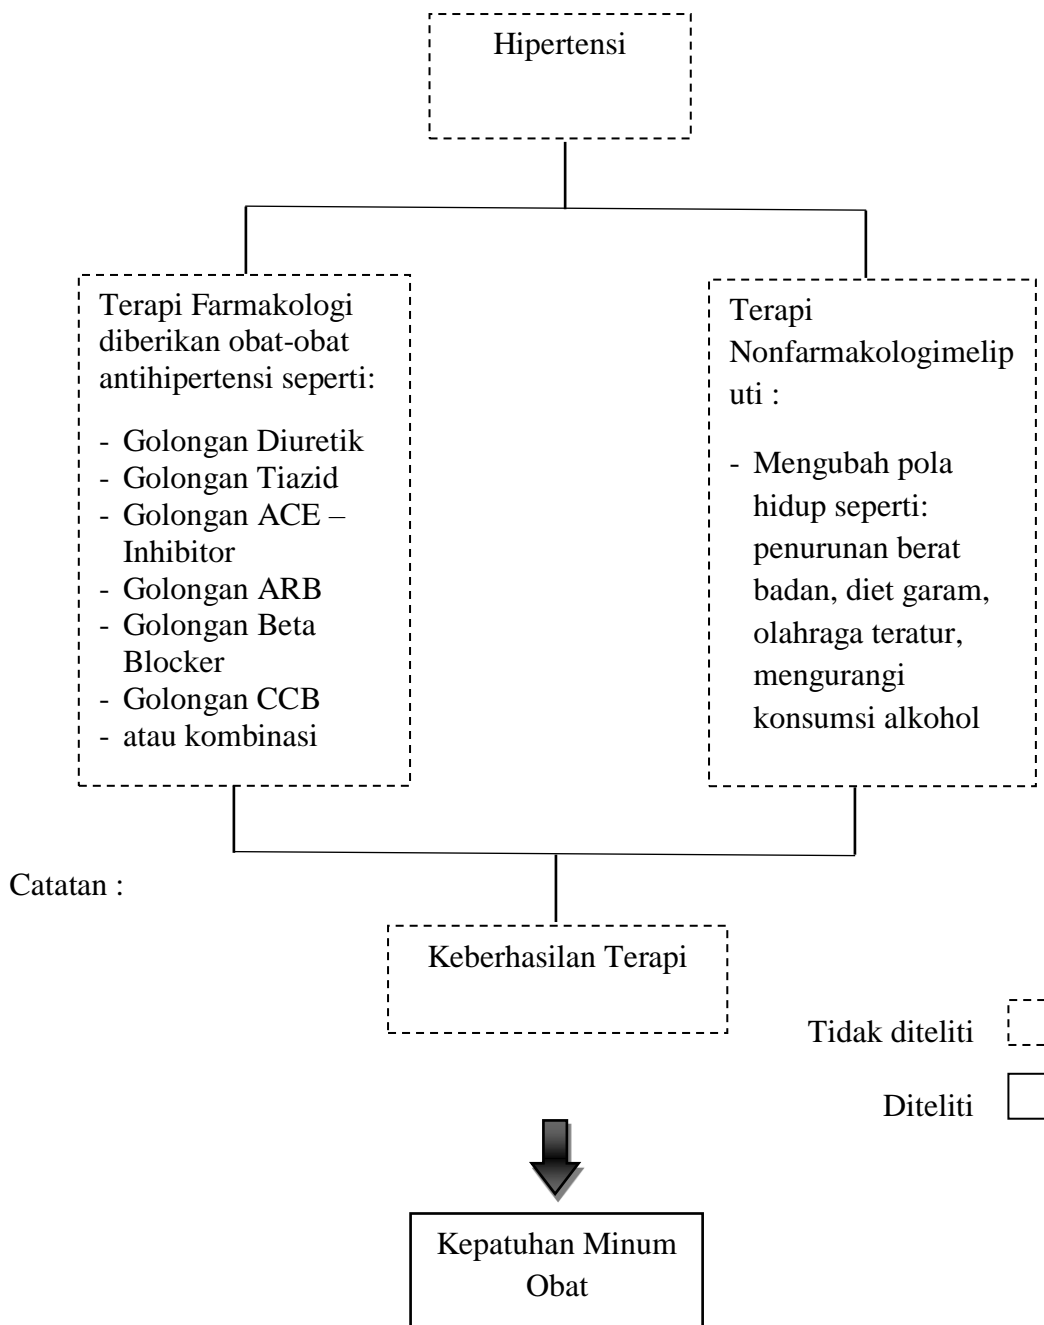 Hipertensi
Terapi Farmakologi
diberikan obat-obat
antihipertensi seperti:
- Golongan Diuretik
- Golongan Tiazid
- Golongan ACE –
Inhibitor
- Golongan ARB
- Golongan Beta
Blocker
- Golongan CCB
- atau kombinasi
Terapi
Nonfarmakologimelip
uti :
- Mengubah pola
hidup seperti:
penurunan berat
badan, diet garam,
olahraga teratur,
mengurangi
konsumsi alkohol
Catatan :
Keberhasilan Terapi
Tidak diteliti
Diteliti
Kepatuhan Minum
Obat